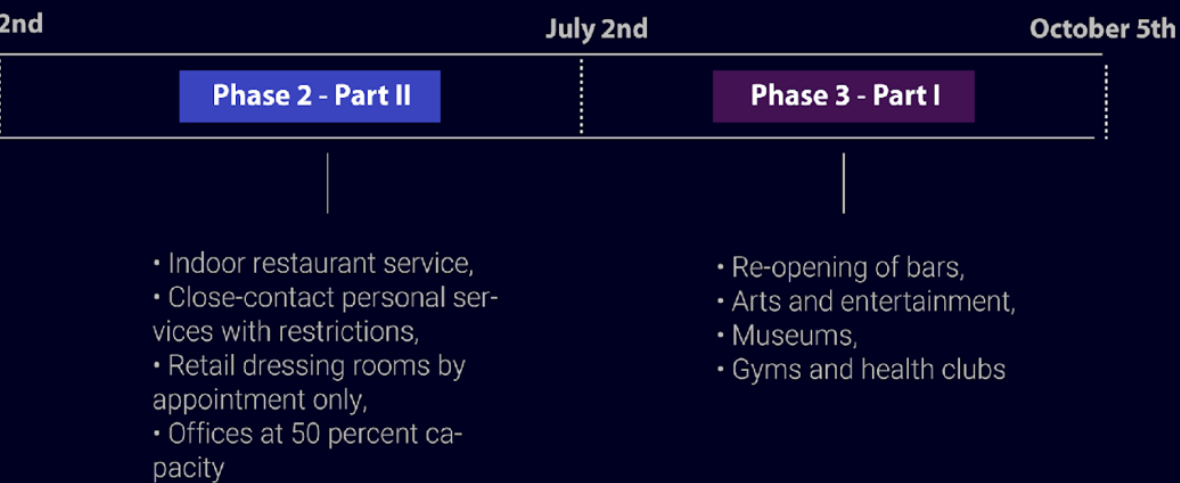 2nd
July 2nd
October 5th
Phase 2 - Part II
Phase 3 - Part I
• Indoor restaurant service,
• Close-contact personal ser-
vices with restrictions,
• Retail dressing rooms by
appointment only,
• Offices at 50 percent ca-
pacity
• Re-opening of bars,
• Arts and entertainment,
• Museums,
• Gyms and health clubs